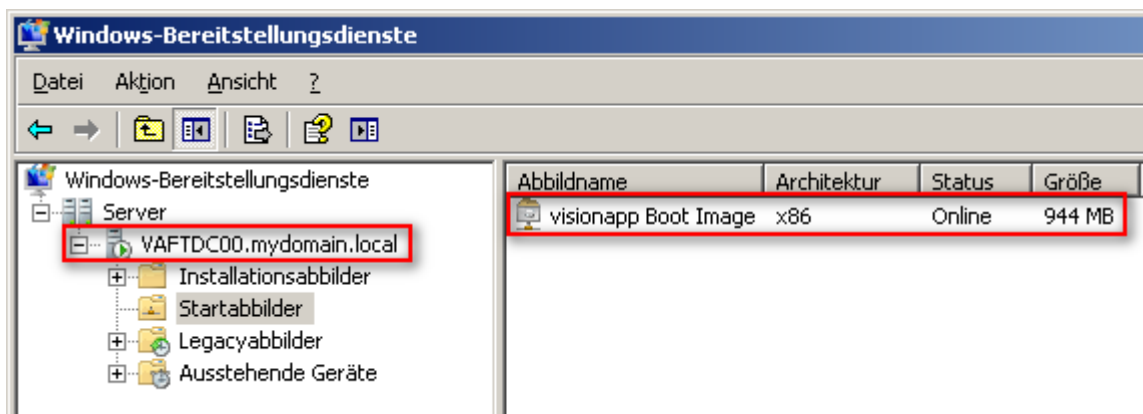 Windows-Bereitstellungsdienste
Datei Aktion Ansicht ?
Windows-Bereitstellungsdienste
Server
VAFTDC00.mydomain.local
Installationsabbilder
Startabbilder
Legacyabbilder
Ausstehende Geräte
Abbildname Architektur Status Größe
visionapp Boot Image x86 Online 944 MB